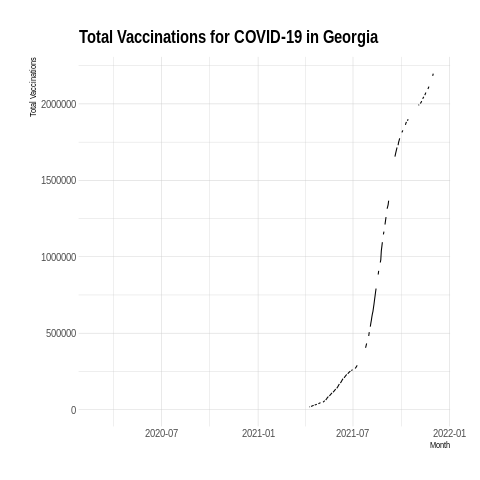 Total Vaccinations for COVID-19 in Georgia
Total Vaccinations
2000000
1500000
1000000
500000
0
2020-07 2021-01 2021-07 2022-01
Month